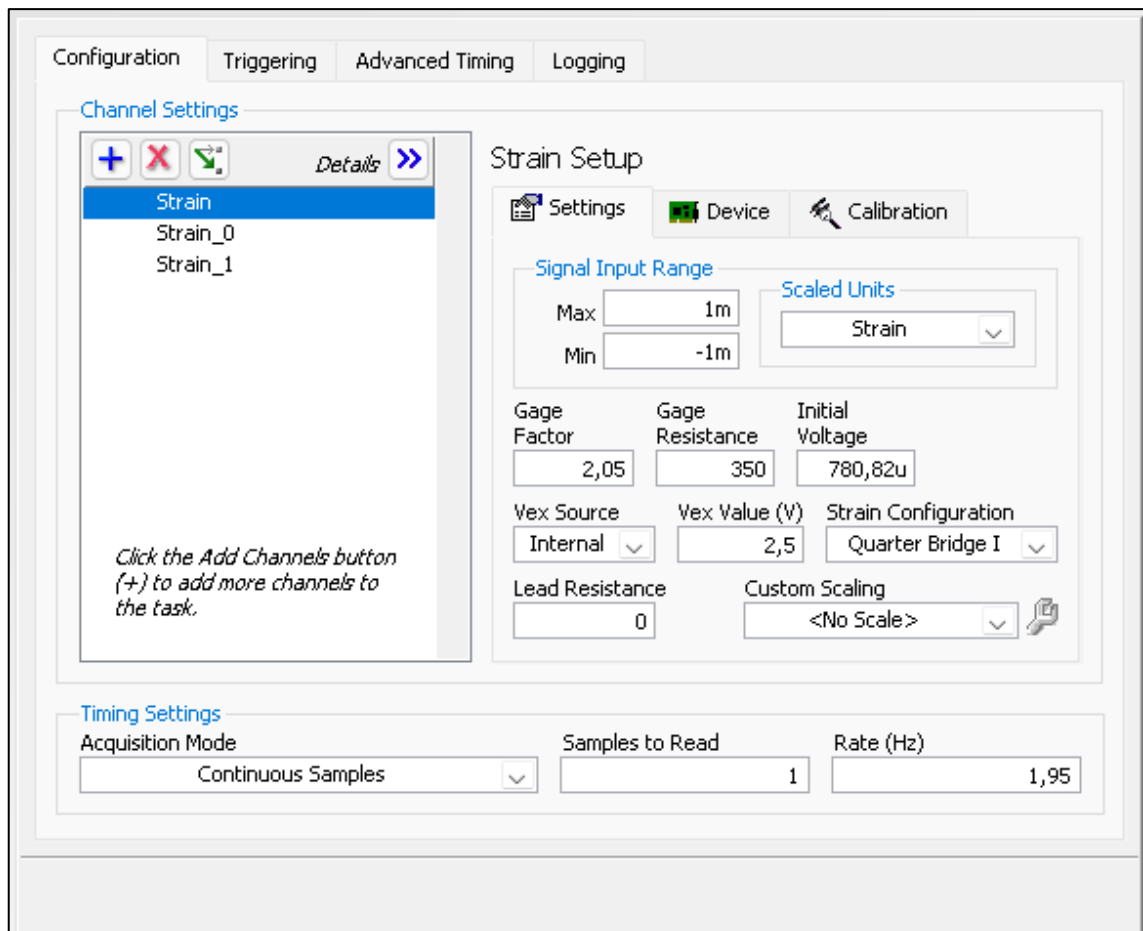 Configuration Triggering Advanced Timing Logging
Channel Settings
Details
Strain
Strain_0
Strain_1
Click the Add Channels button
(+) to add more channels to
the task.
Strain Setup
Settings Device Calibration
Signal Input Range
Max 1m
Min -1m
Scaled Units
Strain
Gage Factor
2,05
Gage Resistance
350
Initial Voltage
780,82u
Vex Source
Internal
Vex Value (V)
2,5
Strain Configuration
Quarter Bridge I
Lead Resistance
0
Custom Scaling
<No Scale>
Timing Settings
Acquisition Mode
Continuous Samples
Samples to Read
1
Rate (Hz)
1,95